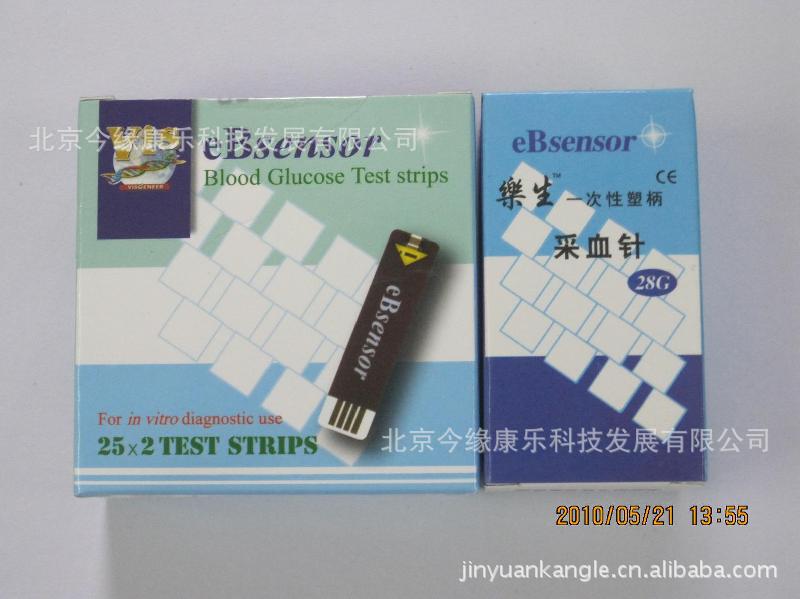 北京今缘康乐科技发展有限公司
VISGENEER
eBsensor
Blood Glucose Test strips
eBsensor
For in vitro diagnostic use
25×2 TEST STRIPS
eBsensor
CE
樂生™ 一次性塑柄
采血针
28G
北京今缘康乐科技发展有限公司
2010/05/21 13:55
jinyuankangle.cn.alibaba.com